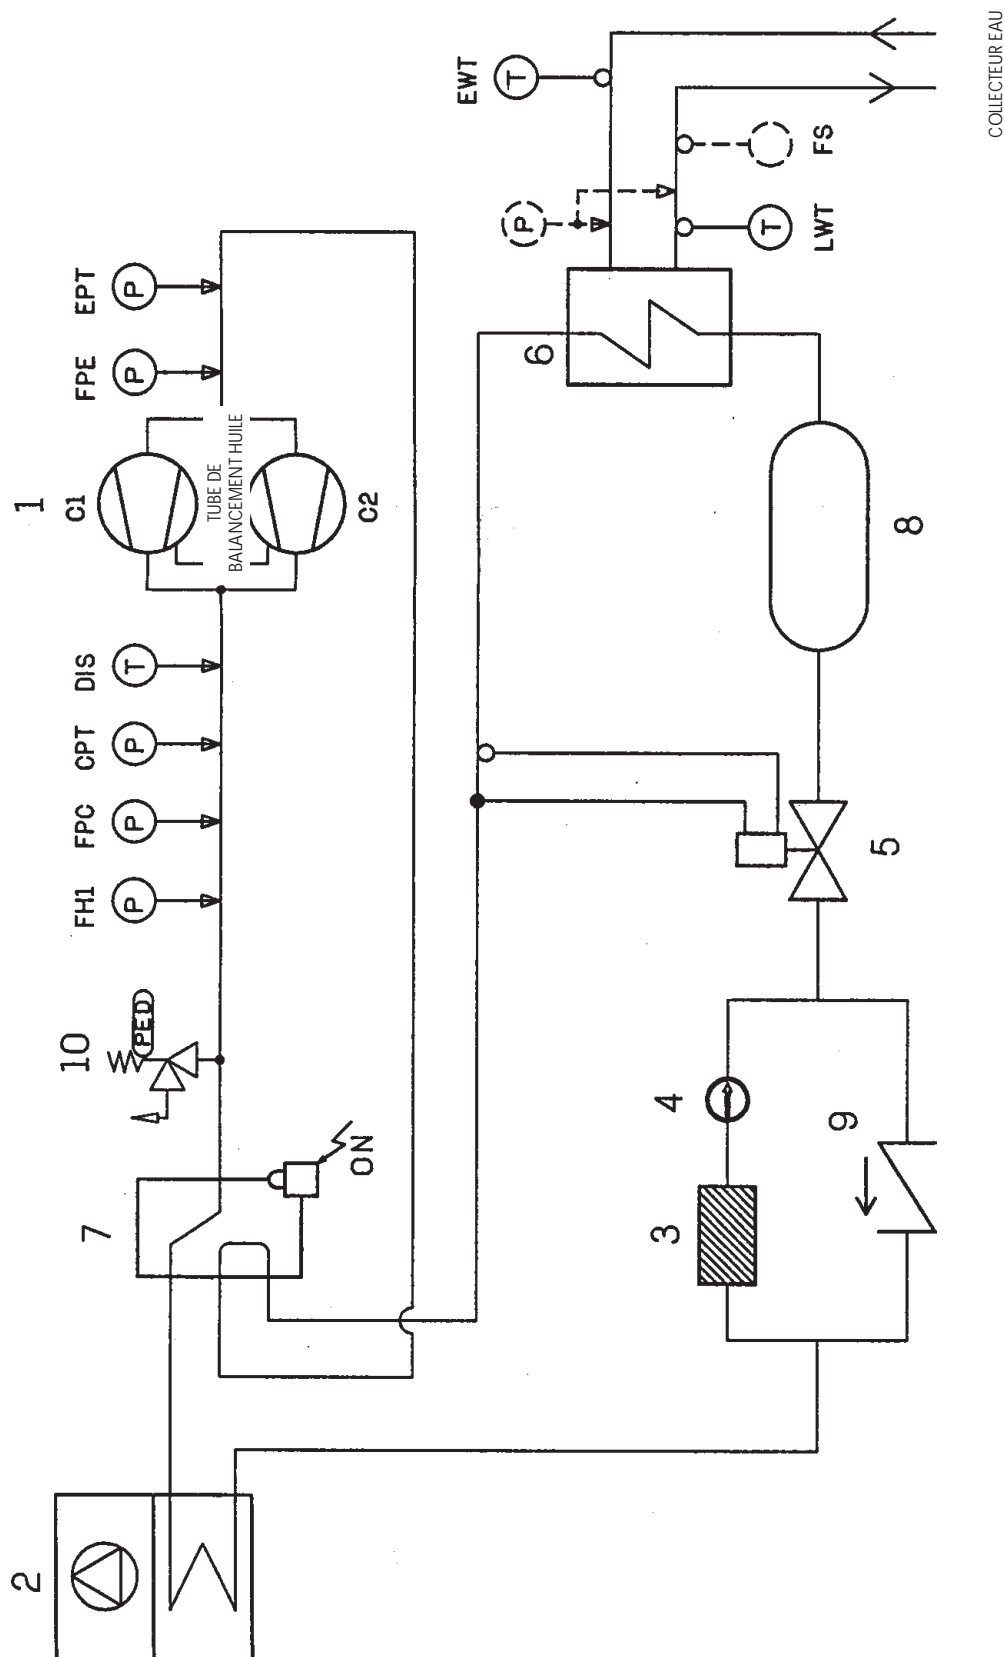 1
C1
TUBE DE
BALANCEMENT HUILE
C2
FPE
P
EPT
P
DIS
T
CPT
P
FPC
P
FH1
P
10
PED
7
ON
2
EWT
T
P
FS
LWT
T
6
8
5
4
3
9
COLLECTEUR EAU